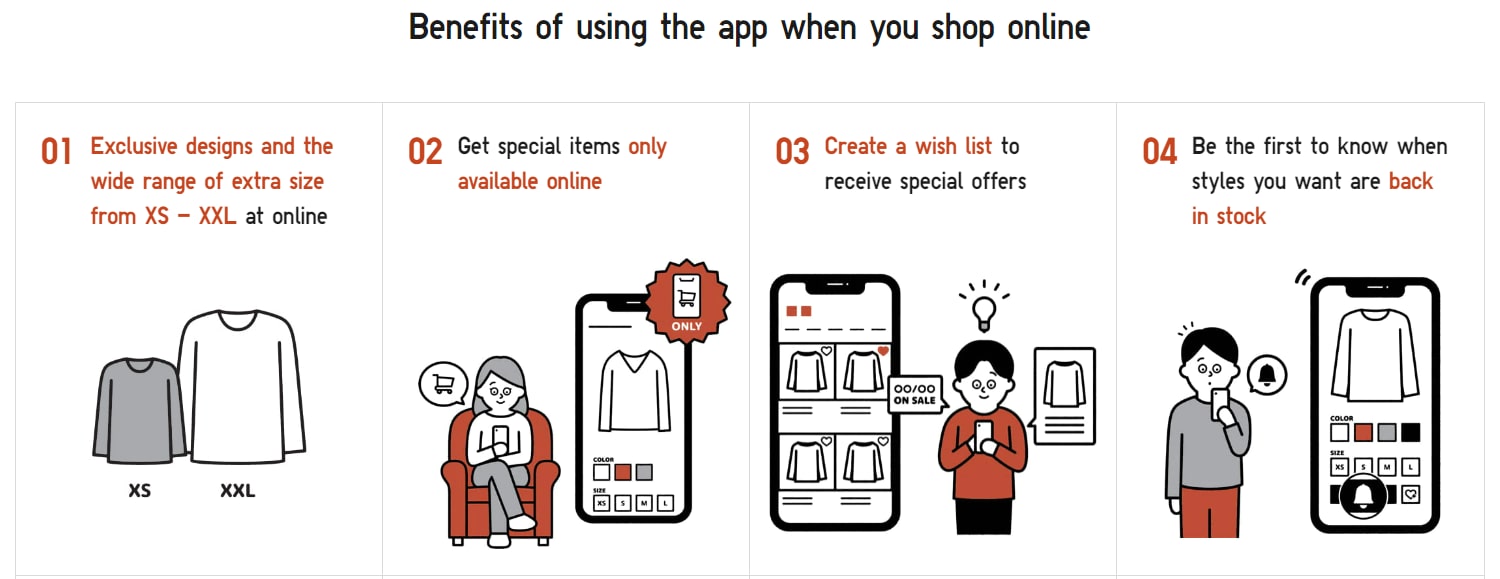 Benefits of using the app when you shop online
01
Exclusive designs and the
wide range of extra size
from XS – XXL at online
XS
XXL
02
Get special items only
available online
ONLY
COLOR
SIZE
XS S M L
03
Create a wish list to
receive special offers
OO/OO
ON SALE
04
Be the first to know when
styles you want are back
in stock
COLOR
SIZE
XS S M L